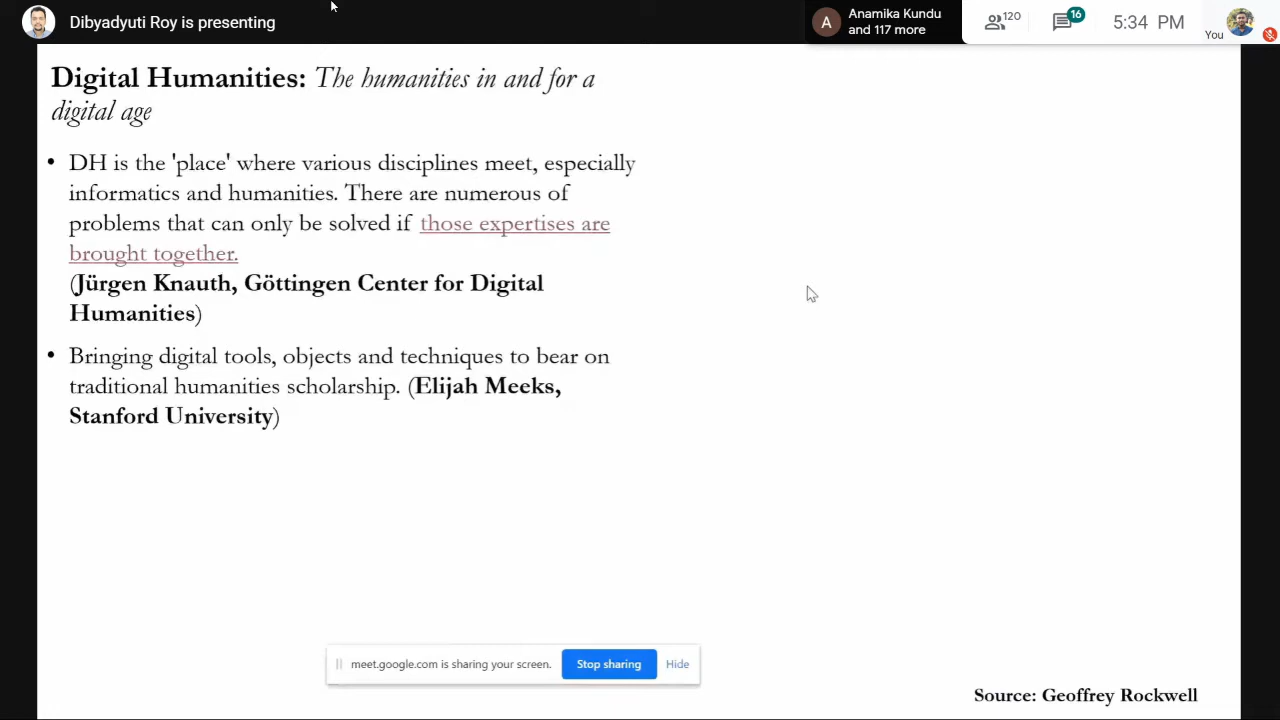 Dibyadyuti Roy is presenting
A
Anamika Kundu
and 117 more
120
16
5:34 PM
You
Digital Humanities: The humanities in and for a
digital age
• DH is the 'place' where various disciplines meet, especially
informatics and humanities. There are numerous of
problems that can only be solved if those expertises are
brought together.
(Jürgen Knauth, Göttingen Center for Digital
Humanities)
• Bringing digital tools, objects and techniques to bear on
traditional humanities scholarship. (Elijah Meeks,
Stanford University)
meet.google.com is sharing your screen.
Stop sharing
Hide
Source: Geoffrey Rockwell